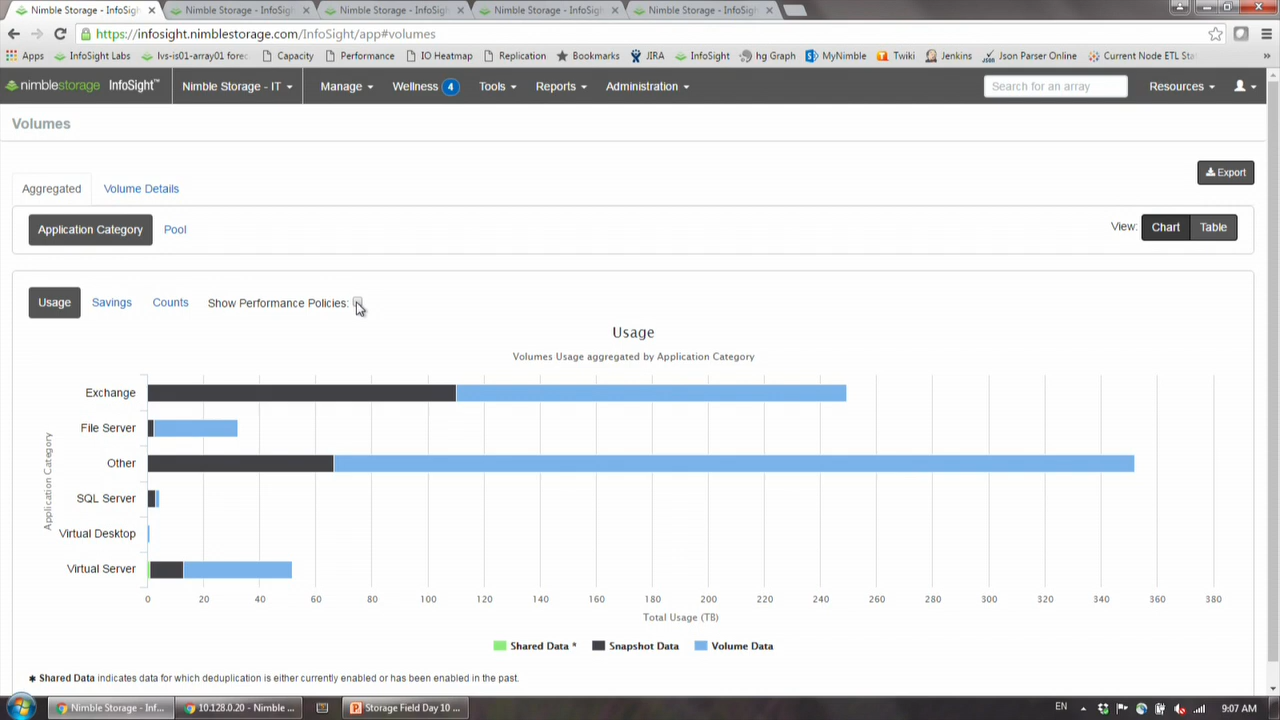 Nimble Storage - InfoSigh
Nimble Storage - InfoSigh
Nimble Storage - InfoSigh
Nimble Storage - InfoSigh
Nimble Storage - InfoSigh
https://infosight.nimblestorage.com/InfoSight/app#volumes
Apps InfoSight Labs lvs-is01-array01 forec Capacity Performance IO Heatmap Replication Bookmarks JIRA InfoSight hg Graph MyNimble Twiki Jenkins Json Parser Online Current Node ETL Sta »
nimblestorage InfoSight™ Nimble Storage - IT Manage Wellness 4 Tools Reports Administration Search for an array Resources
Volumes
Export
Aggregated Volume Details
Application Category Pool View: Chart Table
Usage Savings Counts Show Performance Policies:
Usage
Volumes Usage aggregated by Application Category
Application Category
Exchange
File Server
Other
SQL Server
Virtual Desktop
Virtual Server
0 20 40 60 80 100 120 140 160 180 200 220 240 260 280 300 320 340 360 380
Total Usage (TB)
Shared Data * Snapshot Data Volume Data
✱ Shared Data indicates data for which deduplication is either currently enabled or has been enabled in the past.
Nimble Storage - Inf... 10.128.0.20 - Nimble ... Storage Field Day 10 ... EN 9:07 AM